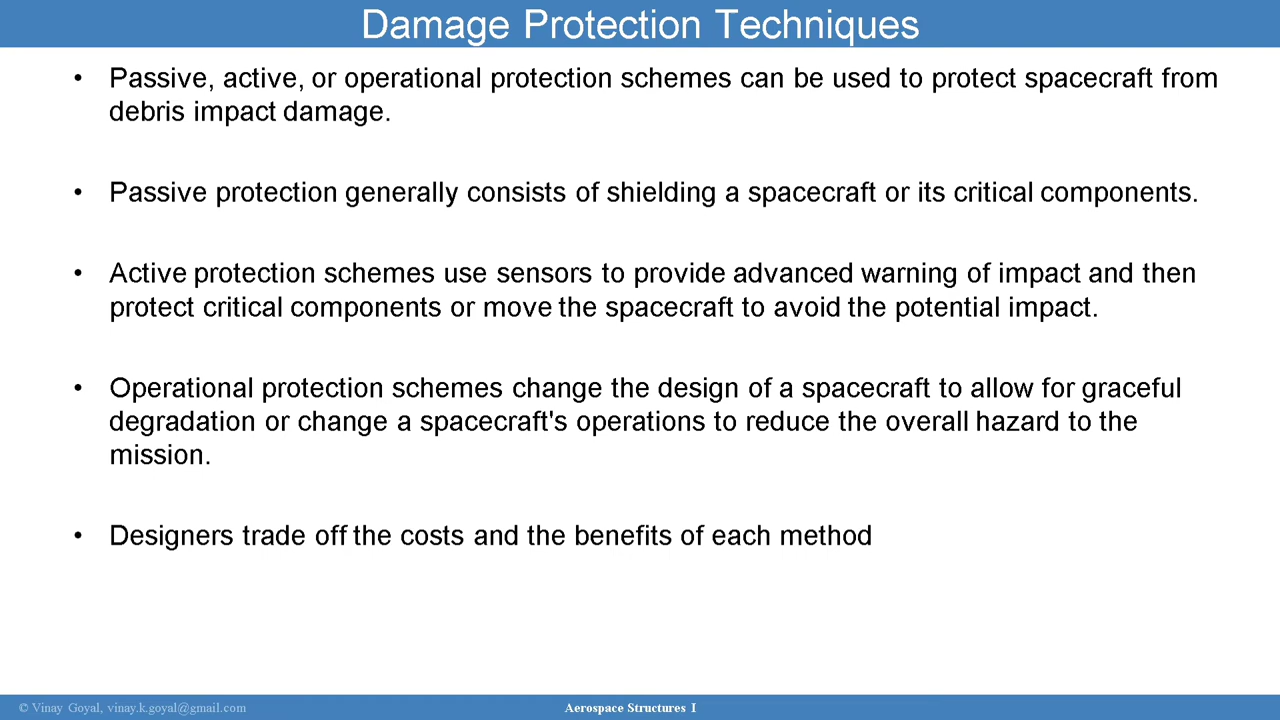 Damage Protection Techniques
• Passive, active, or operational protection schemes can be used to protect spacecraft from
debris impact damage.
• Passive protection generally consists of shielding a spacecraft or its critical components.
• Active protection schemes use sensors to provide advanced warning of impact and then
protect critical components or move the spacecraft to avoid the potential impact.
• Operational protection schemes change the design of a spacecraft to allow for graceful
degradation or change a spacecraft's operations to reduce the overall hazard to the
mission.
• Designers trade off the costs and the benefits of each method
© Vinay Goyal, vinay.k.goyal@gmail.com
Aerospace Structures I